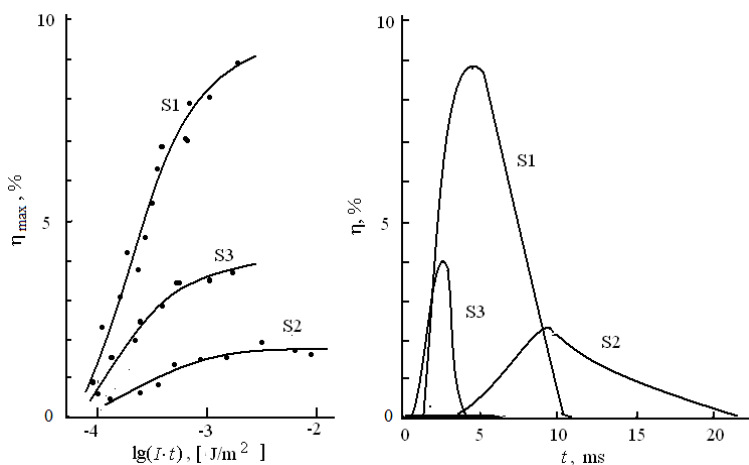 10
5
0
η max, %
S1
S3
S2
-4
-3
-2
lg(I·t), [ J/m²]
10
5
0
η, %
S1
S3
S2
0
5
10
15
20
t, ms